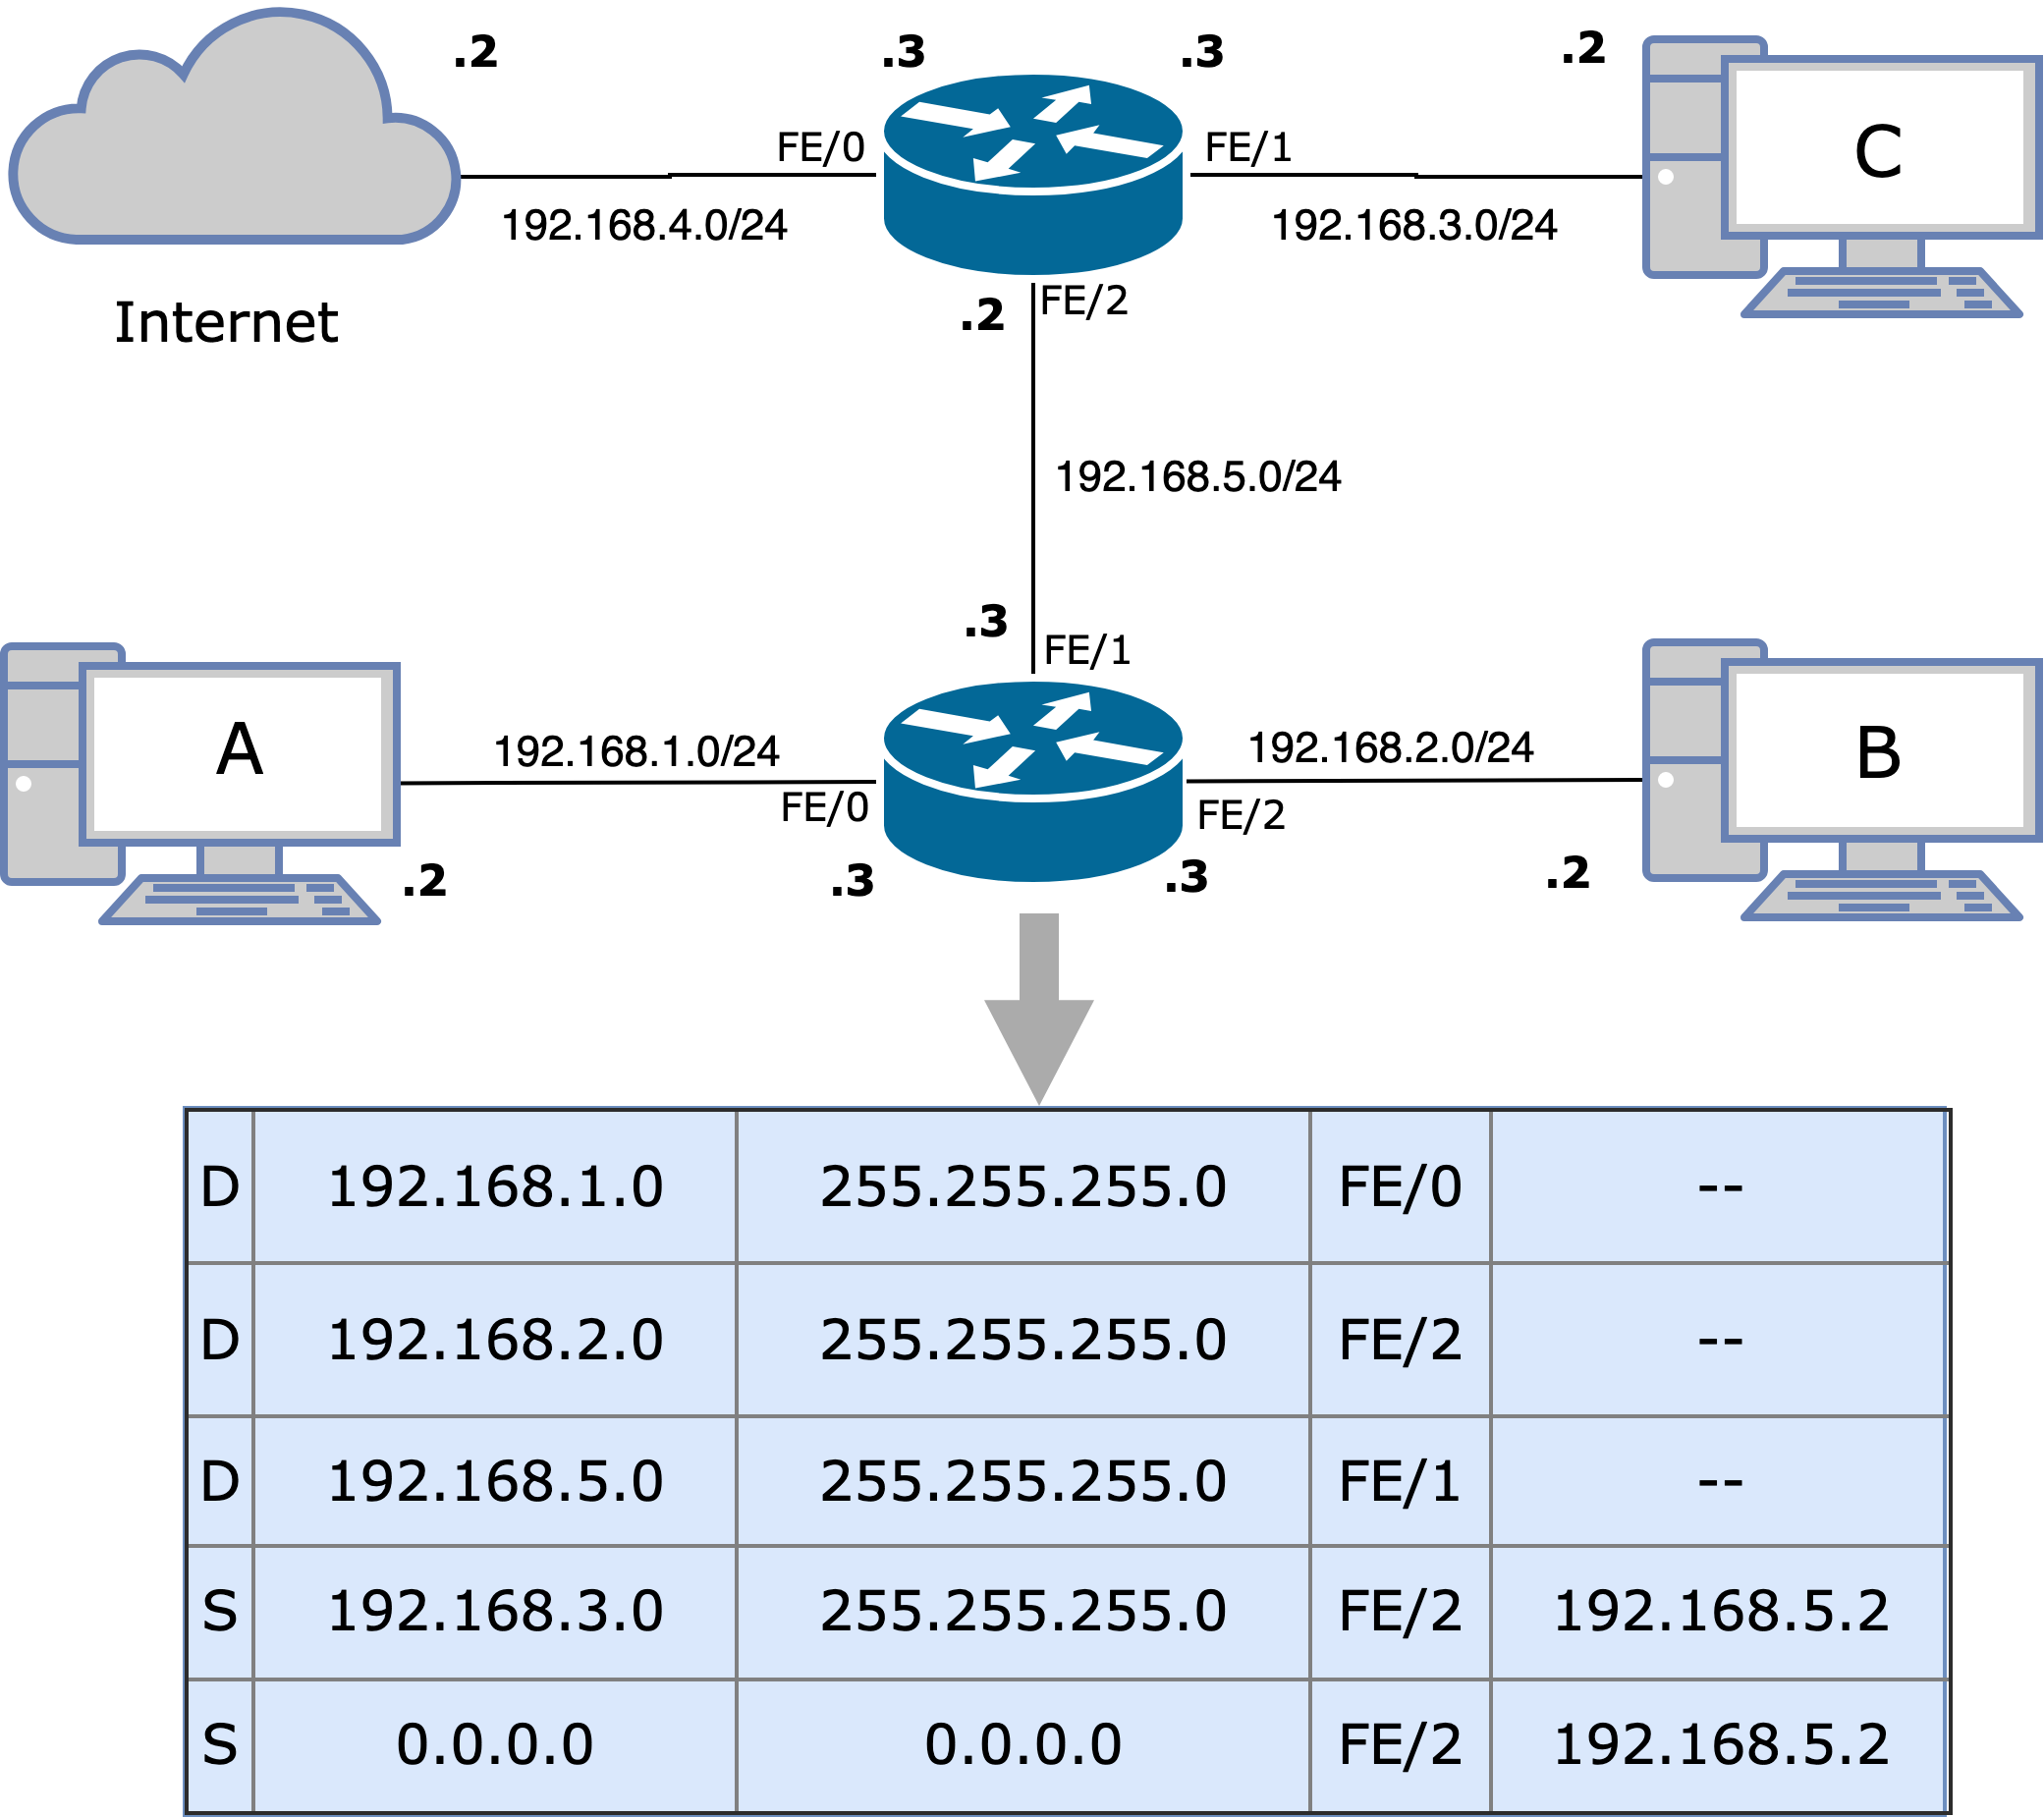 .2
.3
.3
.2
FE/0
FE/1
C
192.168.4.0/24
192.168.3.0/24
Internet
.2
FE/2
192.168.5.0/24
.3
FE/1
A
192.168.1.0/24
192.168.2.0/24
B
FE/0
FE/2
.2
.3
.3
.2
D 192.168.1.0 255.255.255.0 FE/0 --
D 192.168.2.0 255.255.255.0 FE/2 --
D 192.168.5.0 255.255.255.0 FE/1 --
S 192.168.3.0 255.255.255.0 FE/2 192.168.5.2
S 0.0.0.0 0.0.0.0 FE/2 192.168.5.2